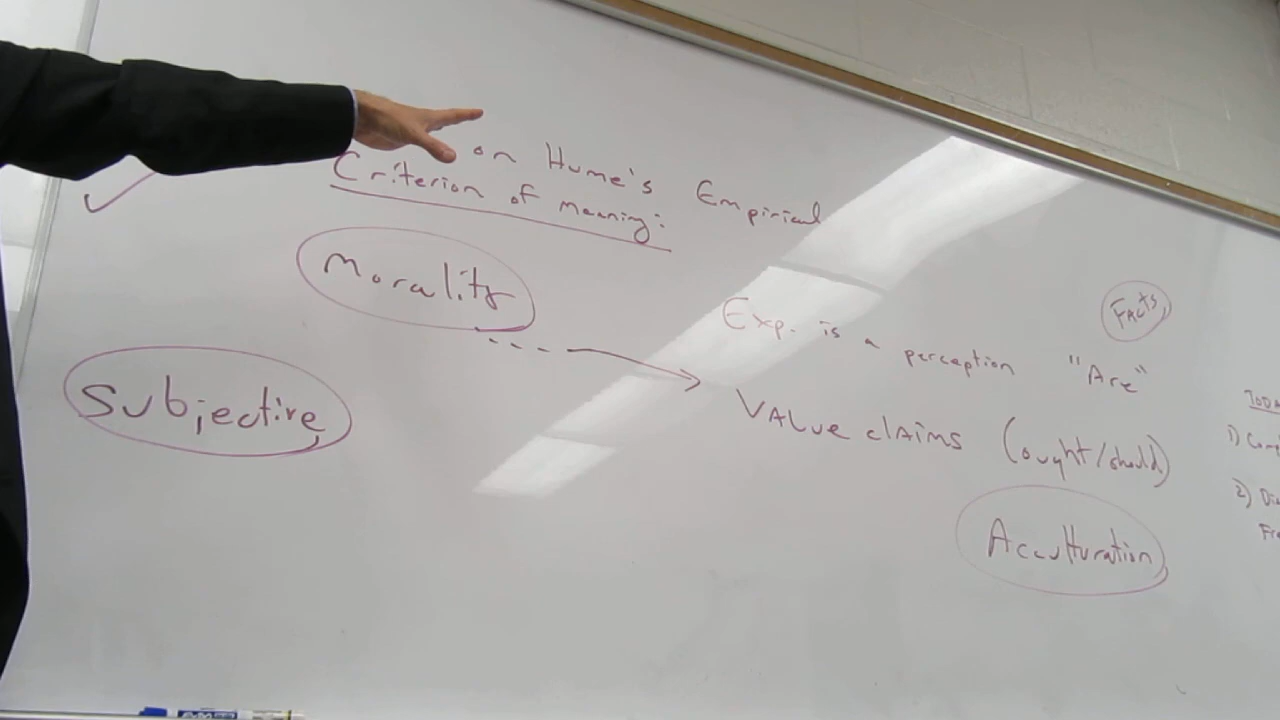 on Hume's Empirical
Criterion of meaning:
Morality
Facts
Exp. is a perception "Are"
Subjective
Value claims (ought/should)
Acculturation
1)
2)